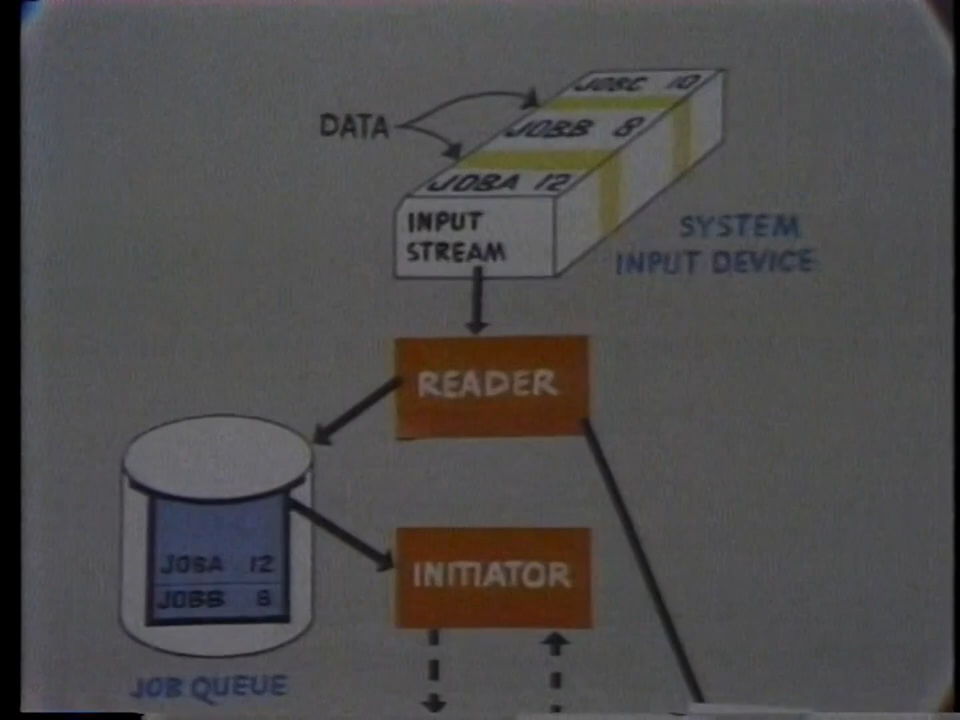 JOBC 10
DATA
JOBB 8
JOBA 12
INPUT
STREAM
SYSTEM
INPUT DEVICE
READER
INITIATOR
JOBA 12
JOBB 8
JOB QUEUE